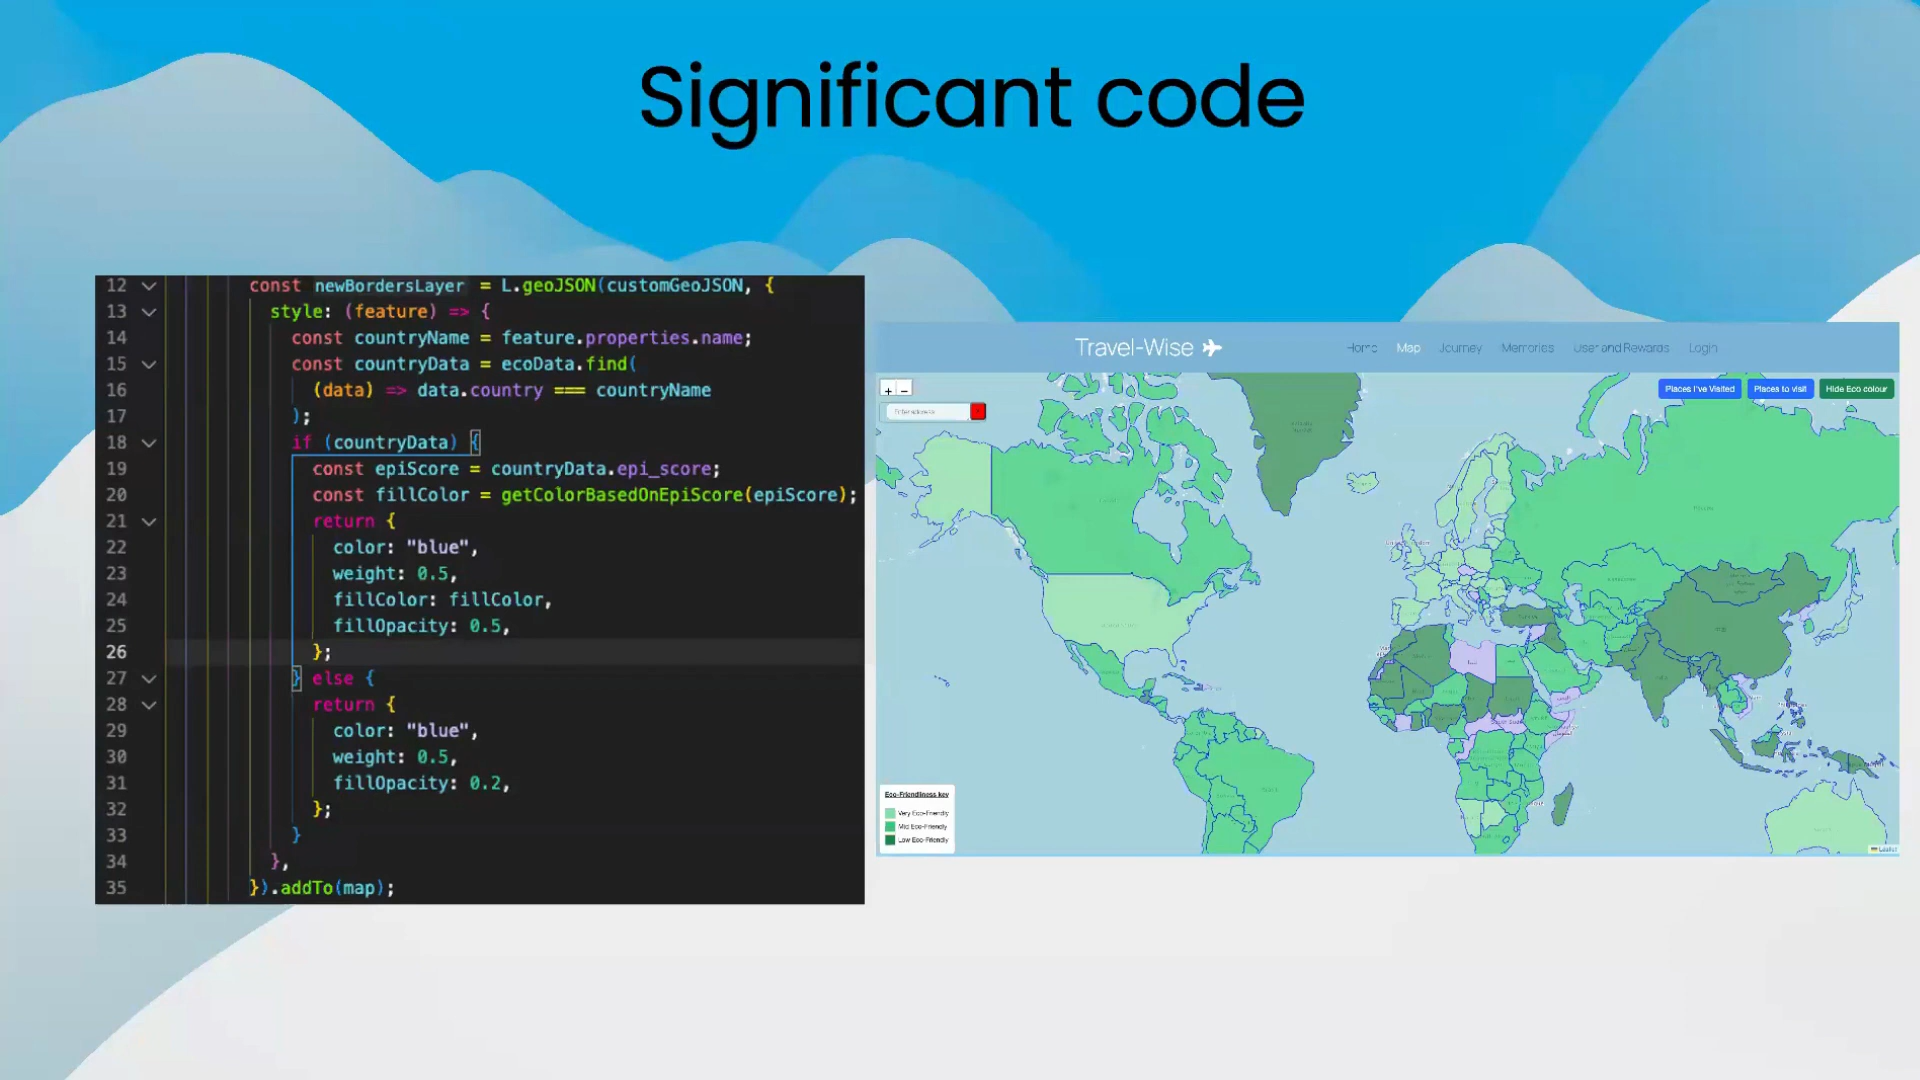 Significant code
12 const newBordersLayer = L.geoJSON(customGeoJSON, {
13 style: (feature) => {
14 const countryName = feature.properties.name;
15 const countryData = ecoData.find(
16 (data) => data.country === countryName
17 );
18 if (countryData) {
19 const epiScore = countryData.epi_score;
20 const fillColor = getColorBasedOnEpiScore(epiScore);
21 return {
22 color: "blue",
23 weight: 0.5,
24 fillColor: fillColor,
25 fillOpacity: 0.5,
26 };
27 } else {
28 return {
29 color: "blue",
30 weight: 0.5,
31 fillOpacity: 0.2,
32 };
33 }
34 },
35 }).addTo(map);
Travel-Wise
Home Map Journey Memories User and Rewards Login
+ −
Places I've Visited Places to visit Hide Eco colour
Eco-Friendliness key
Very Eco-Friendly
Mid Eco-Friendly
Low Eco-Friendly
Leaflet